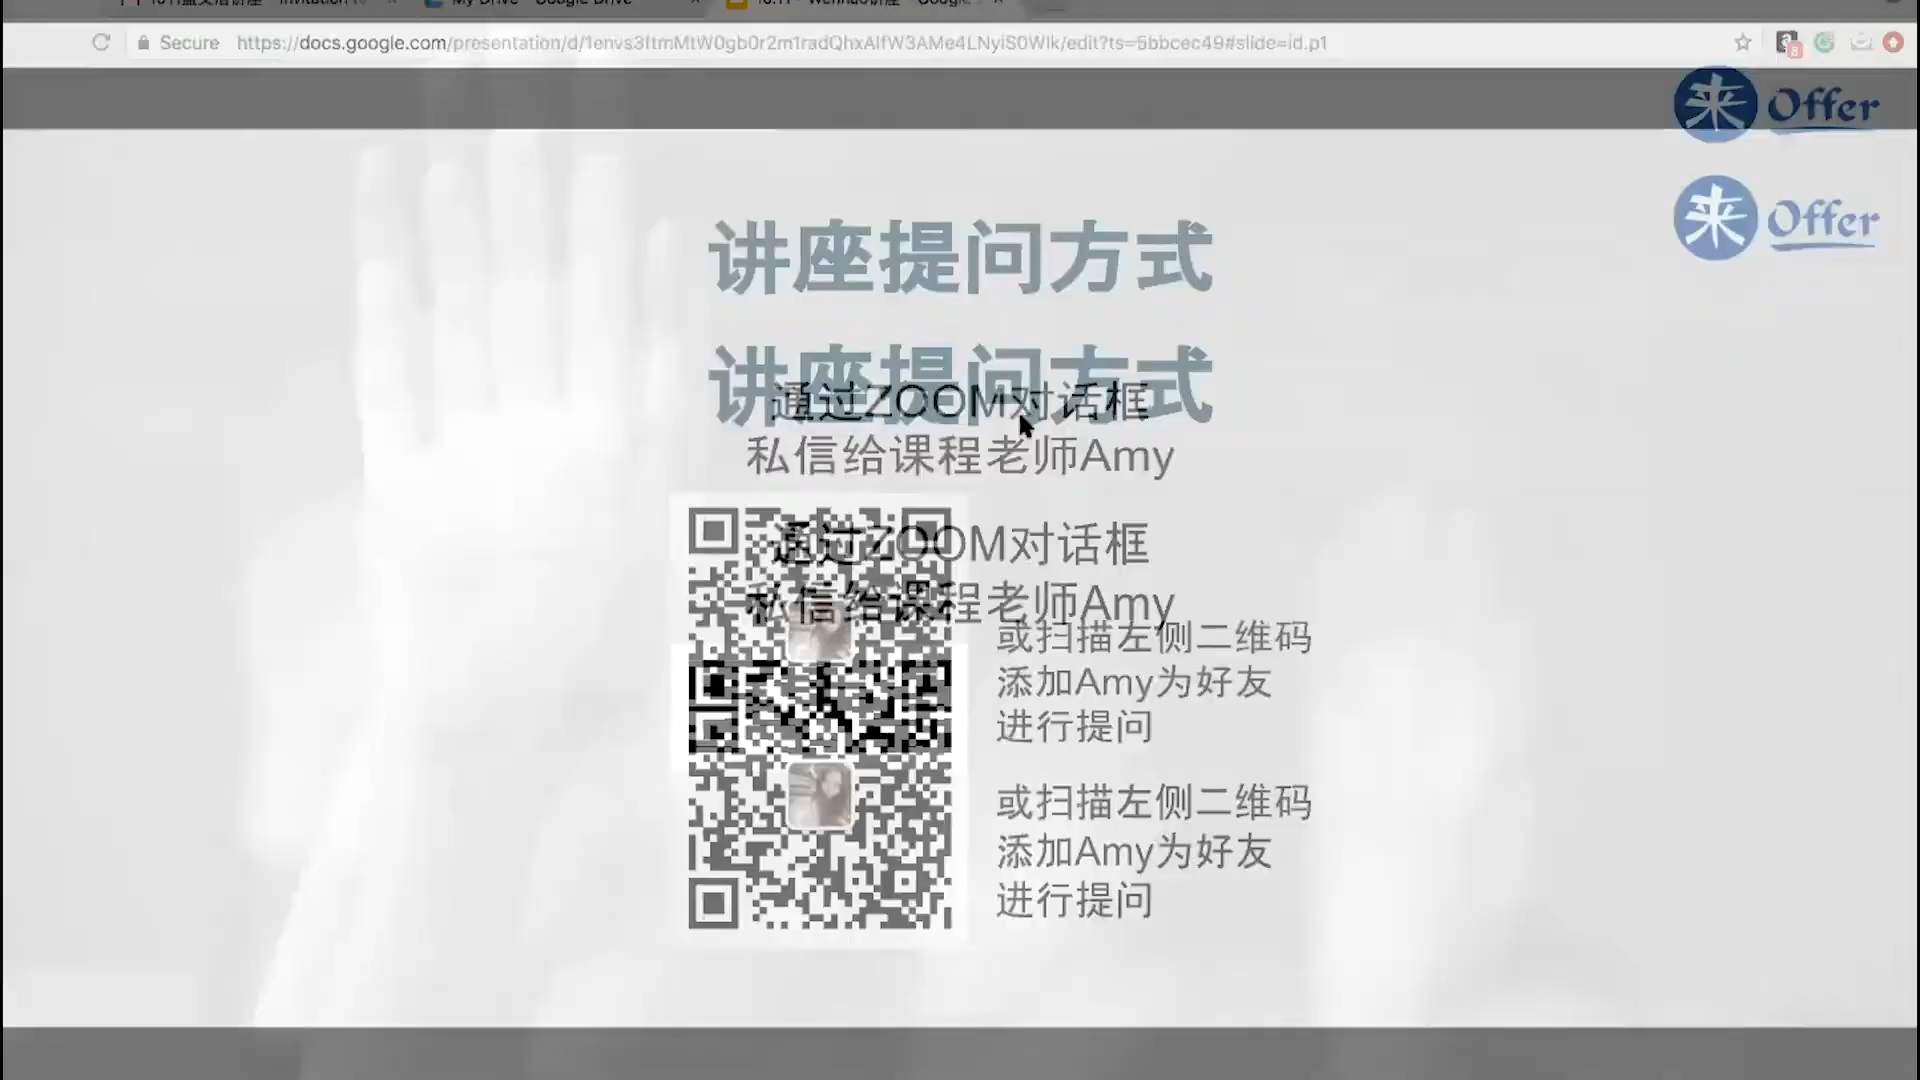 My Drive - Google Drive
Secure https://docs.google.com/presentation/d/1envs3ftmMtW0gb0r2m1radQhxAlfW3AMe4LNyiS0Wlk/edit?ts=5bbcec49#slide=id.p1
来 Offer
来 Offer
讲座提问方式
讲座提问方式
通过ZOOM对话框
私信给课程老师Amy
通过ZOOM对话框
私信给课程老师Amy
或扫描左侧二维码
添加Amy为好友
进行提问
或扫描左侧二维码
添加Amy为好友
进行提问